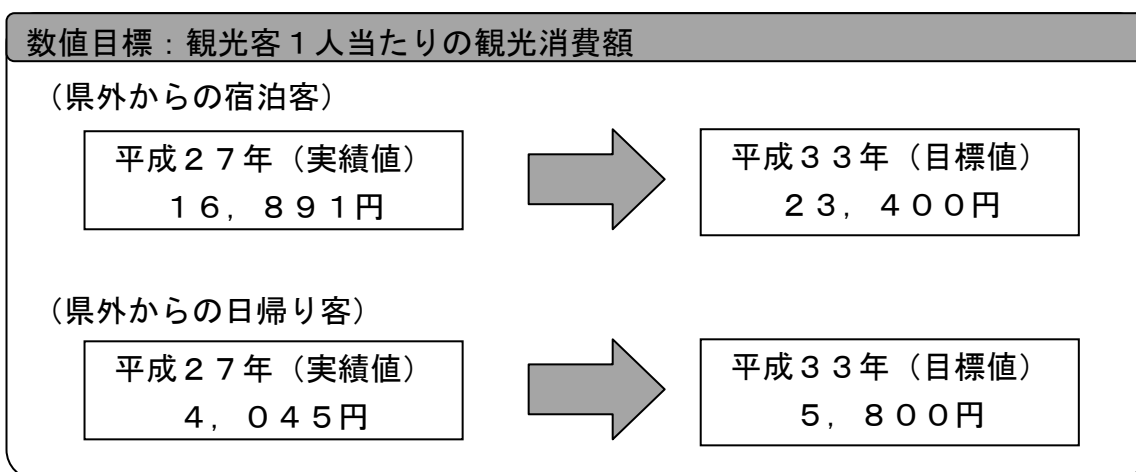 数値目標：観光客１人当たりの観光消費額
（県外からの宿泊客）
平成２７年（実績値）
１６，８９１円
平成３３年（目標値）
２３，４００円
（県外からの日帰り客）
平成２７年（実績値）
４，０４５円
平成３３年（目標値）
５，８００円